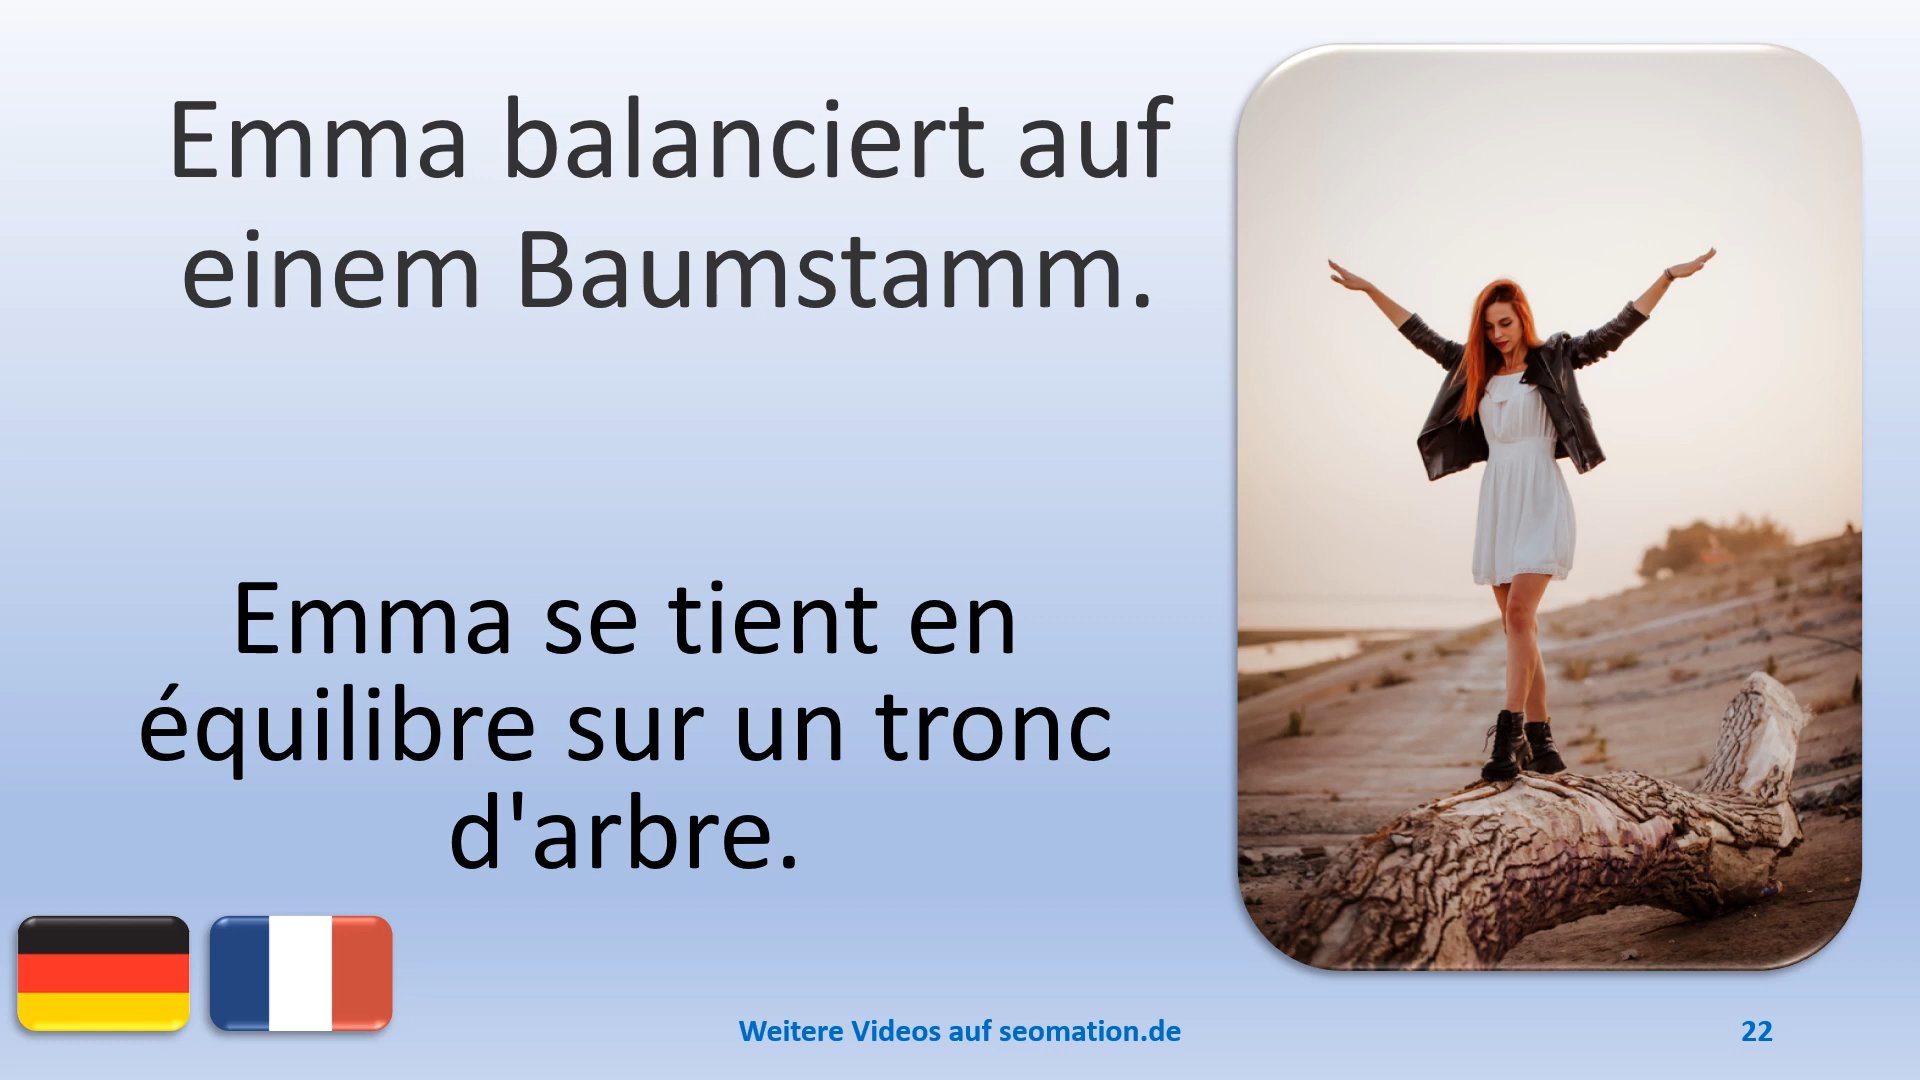 Emma balanciert auf
einem Baumstamm.
Emma se tient en
équilibre sur un tronc
d'arbre.
Weitere Videos auf seomation.de
22